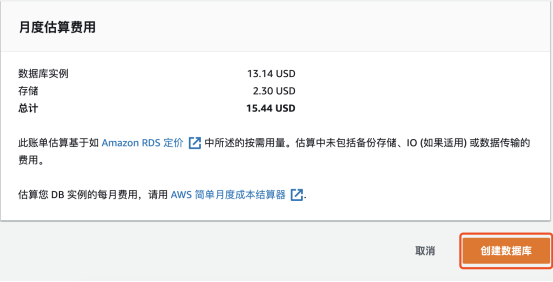 月度估算费用
数据库实例 13.14 USD
存储 2.30 USD
总计 15.44 USD
此账单估算基于如 Amazon RDS 定价 中所述的按需用量。估算中未包括备份存储、IO (如果适用) 或数据传输的
费用。
估算您 DB 实例的每月费用，请用 AWS 简单月度成本结算器 .
取消 创建数据库